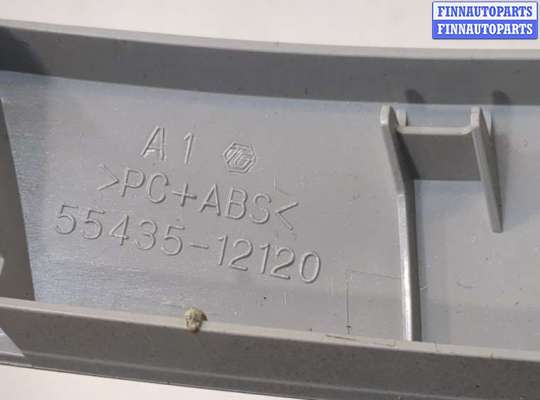 FINNAUTOPARTS
FINNAUTOPARTS
A1
>PC+ABS<
55435-12120